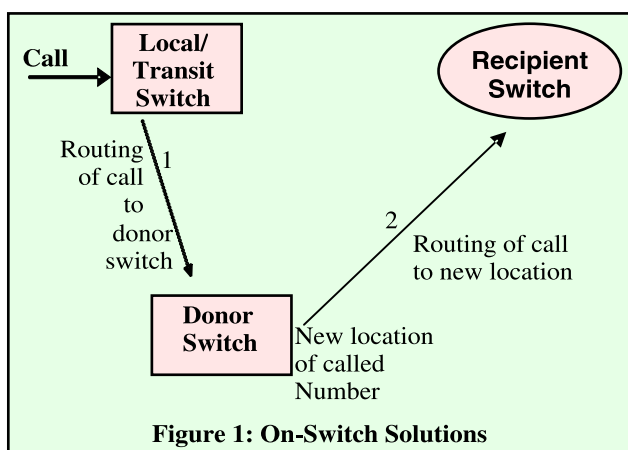 Call
Local/
Transit
Switch
Recipient
Switch
Routing
of call
to
donor
switch
1
2
Routing of call
to new location
Donor
Switch
New location
of called
Number
Figure 1: On-Switch Solutions